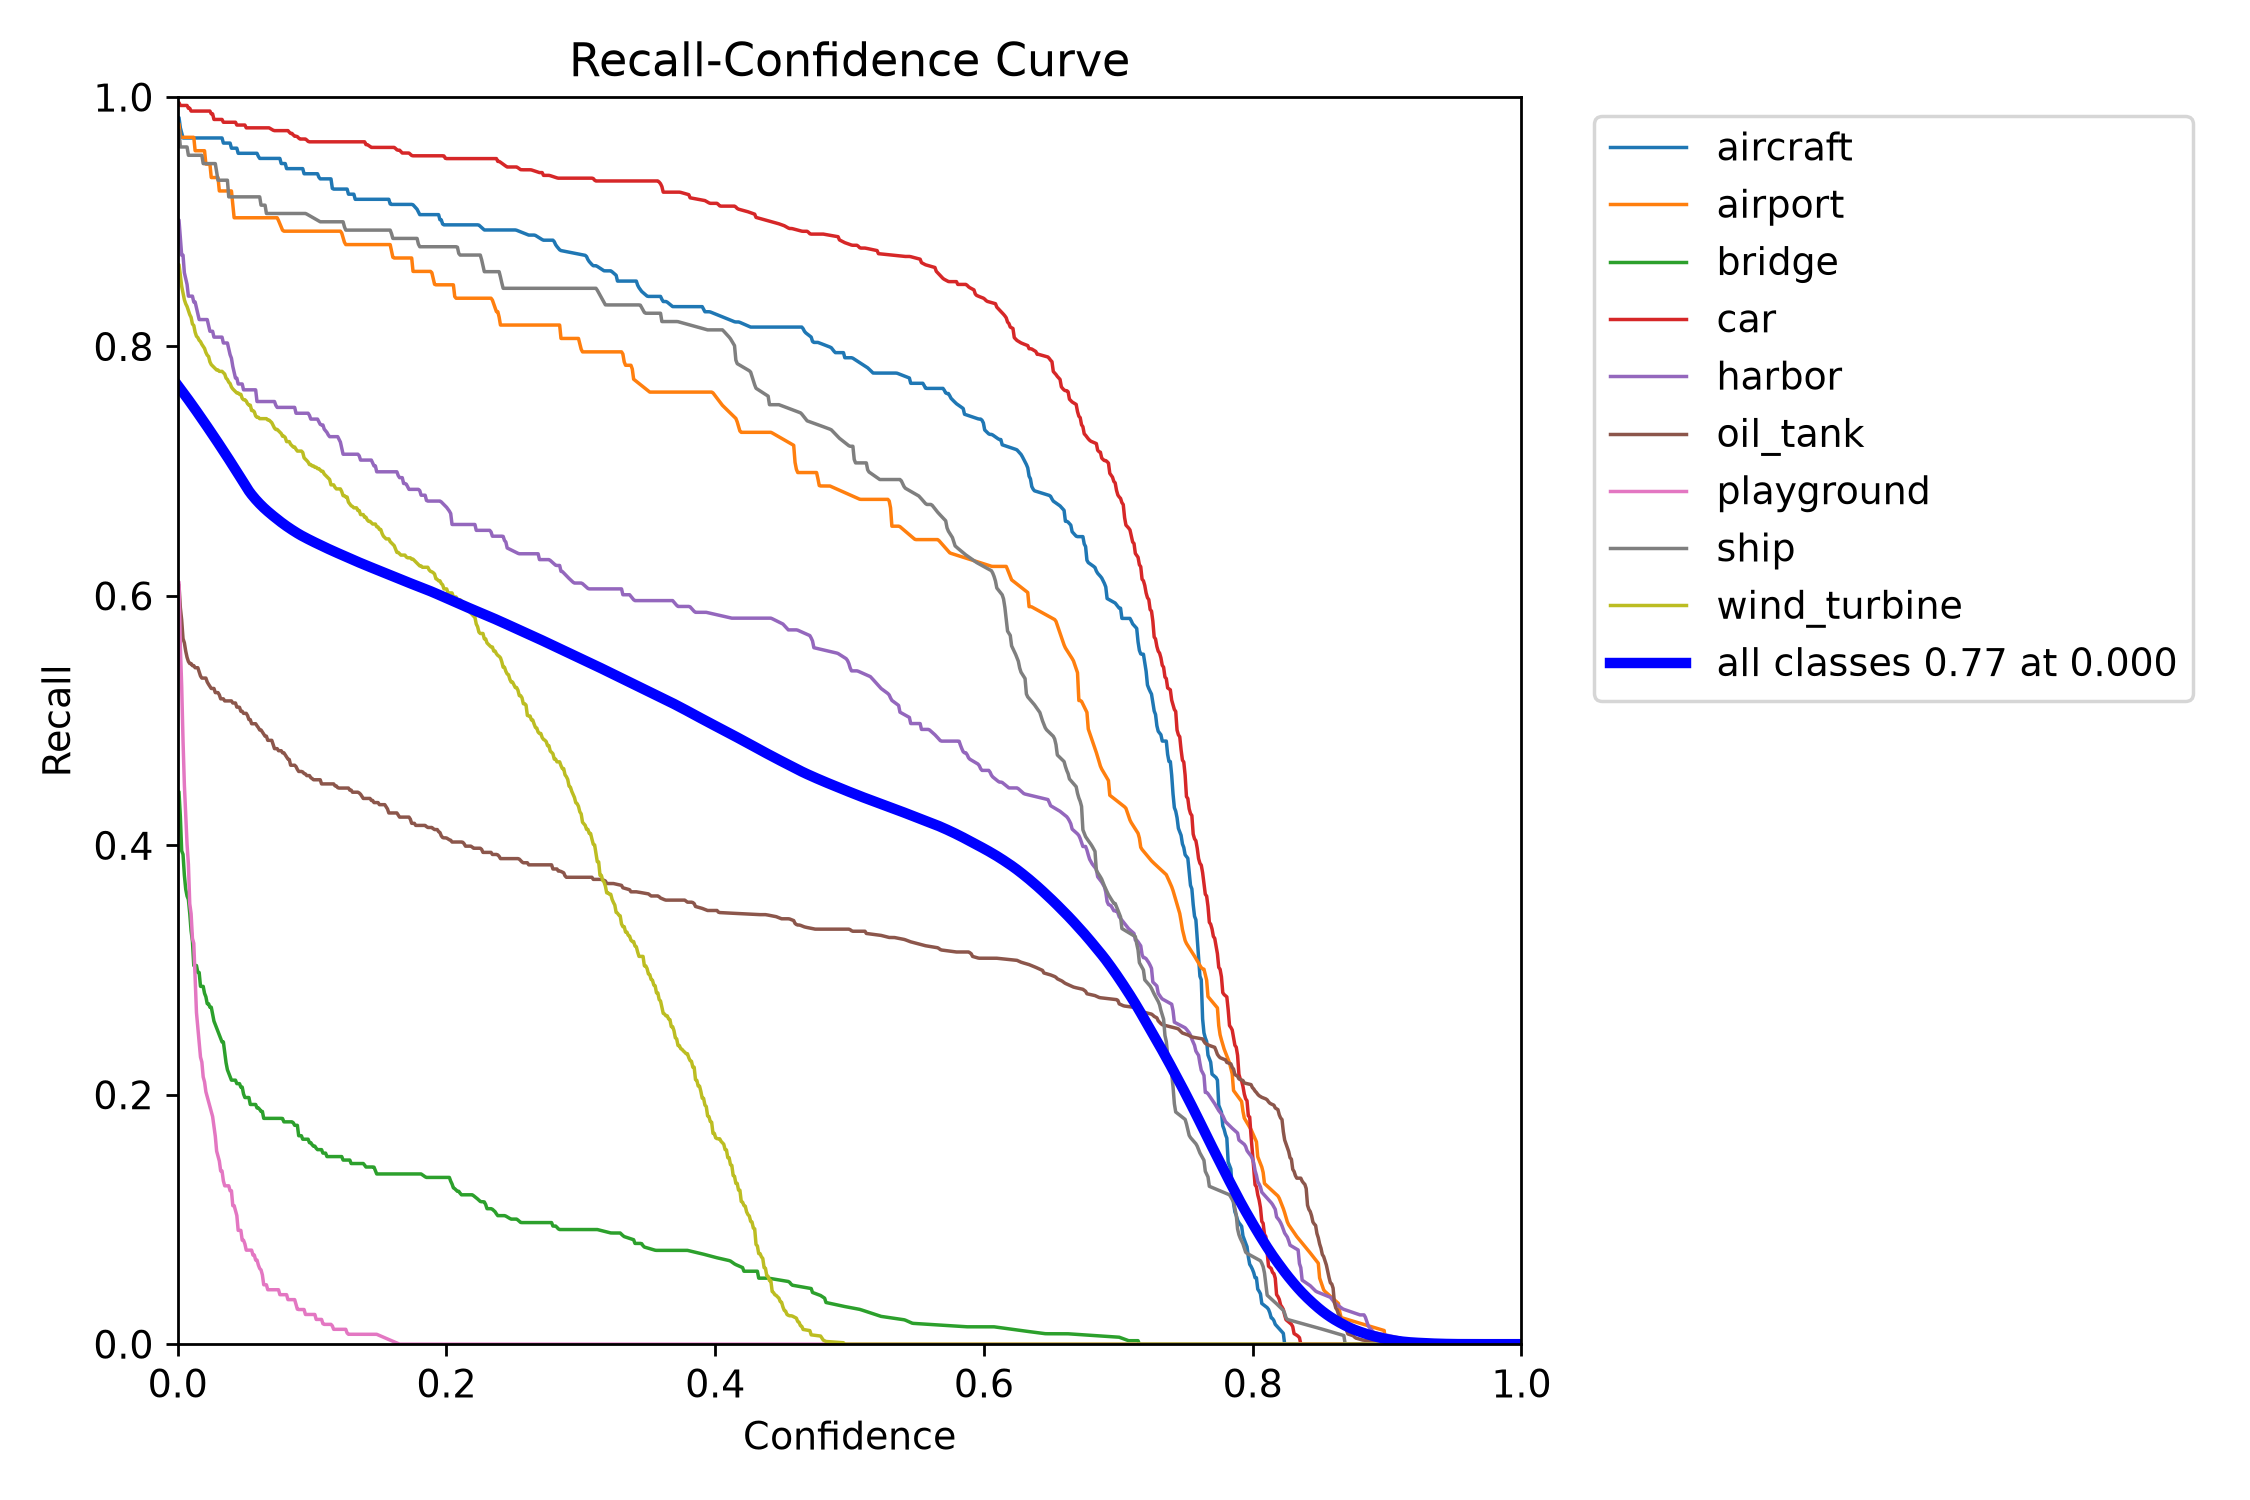 Recall-Confidence Curve
1.0
0.8
0.6
0.4
0.2
0.0
Recall
0.0 0.2 0.4 0.6 0.8 1.0
Confidence
aircraft
airport
bridge
car
harbor
oil_tank
playground
ship
wind_turbine
all classes 0.77 at 0.000